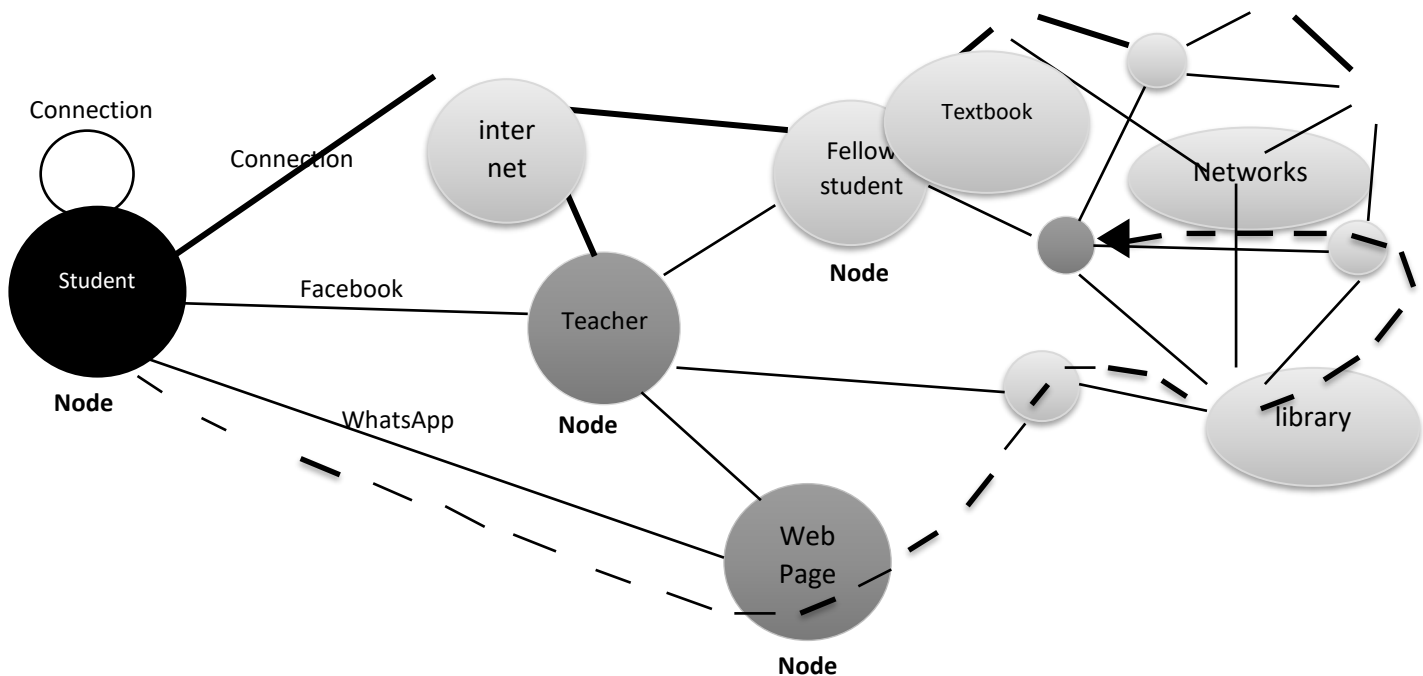 Connection
Connection
inter
net
Textbook
Fellow
student
Networks
Student
Facebook
Teacher
Node
Node
WhatsApp
Node
library
Web
Page
Node